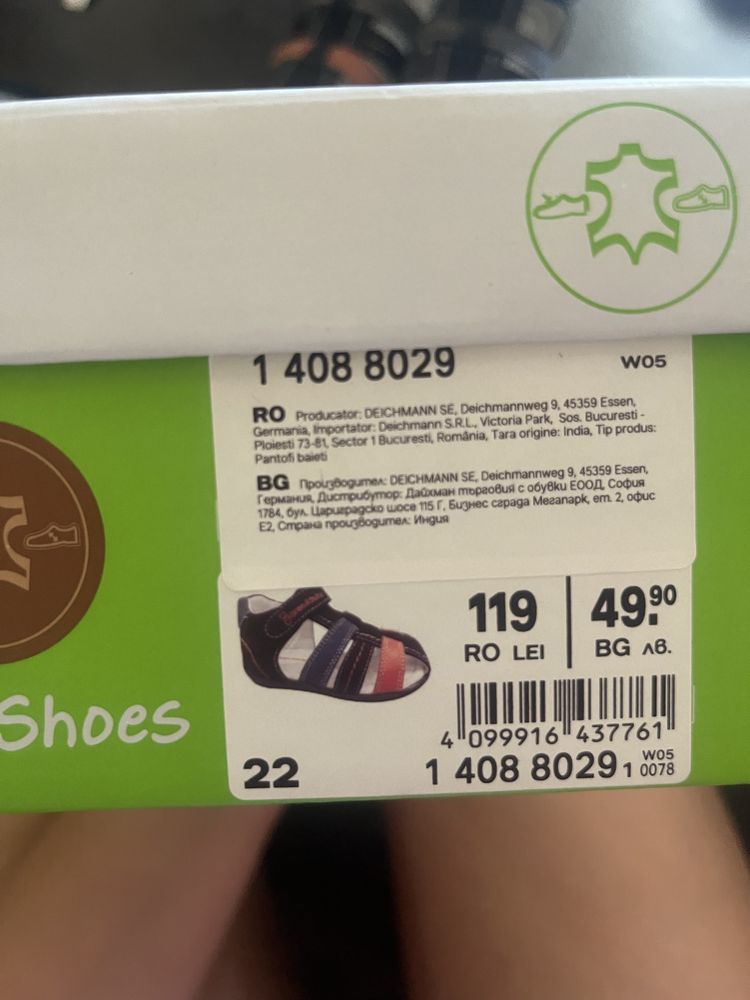 1 408 8029 W05
RO Producator: DEICHMANN SE, Deichmannweg 9, 45359 Essen,
Germania, Importator: Deichmann S.R.L., Victoria Park, Sos. Bucuresti -
Ploiesti 73-81, Sector 1 Bucuresti, România, Tara origine: India, Tip produs:
Pantofi baieti
BG Производител: DEICHMANN SE, Deichmannweg 9, 45359 Essen,
Германия, Дистрибутор: Дайхман търговия с обувки ЕООД, София
1784, бул. Цариградско шосе 115 Г, Бизнес сграда Мегапарк, ет. 2, офис
Е2, Страна производител: Индия
119
RO LEI
49.90
BG лв.
Shoes
4 099916 437761
22
1 408 8029 1 W05
0078